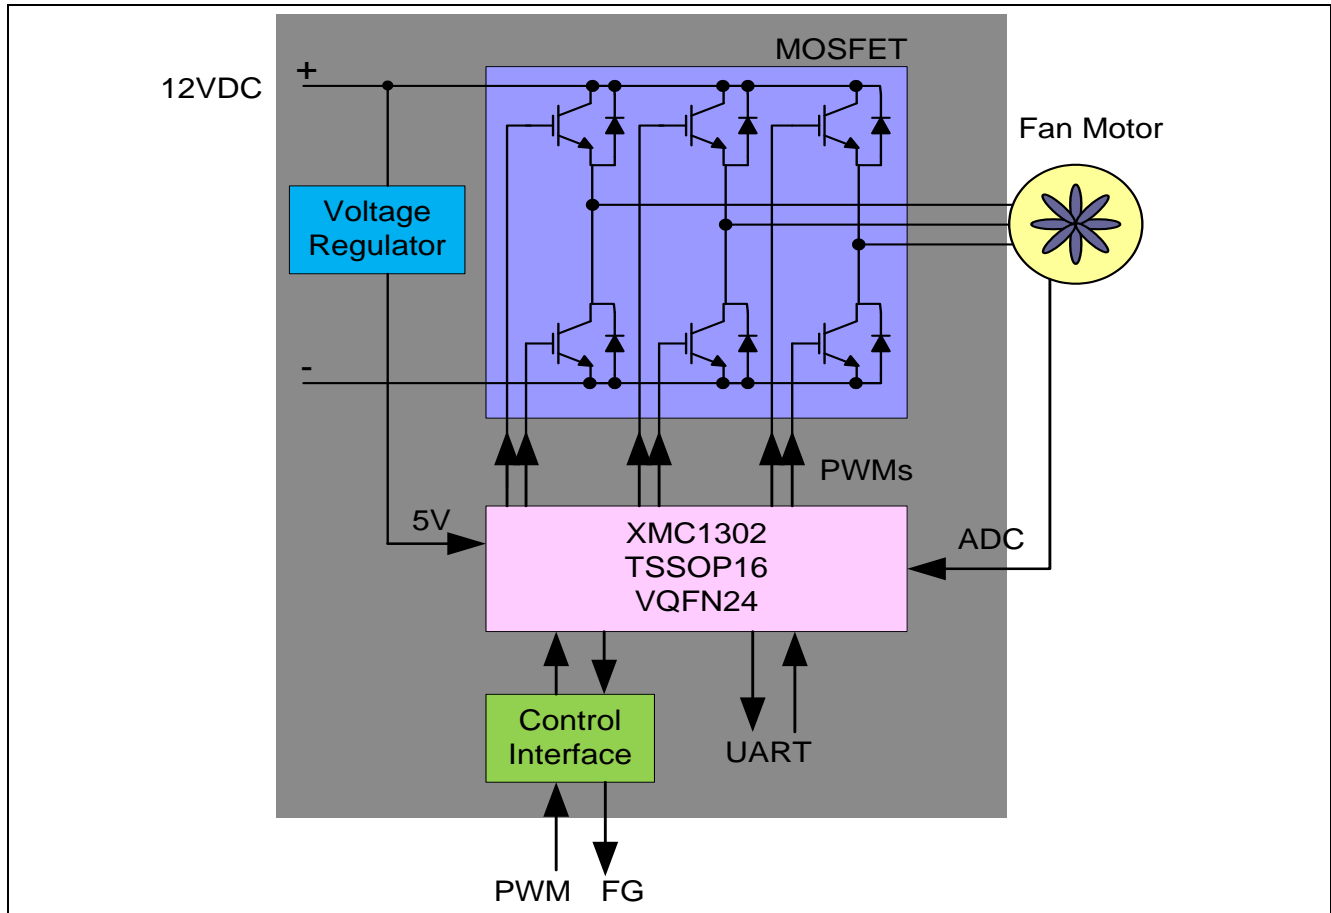 MOSFET
+
12VDC
Fan Motor
Voltage
Regulator
-
PWMs
5V
XMC1302
TSSOP16
VQFN24
ADC
Control
Interface
UART
PWM
FG